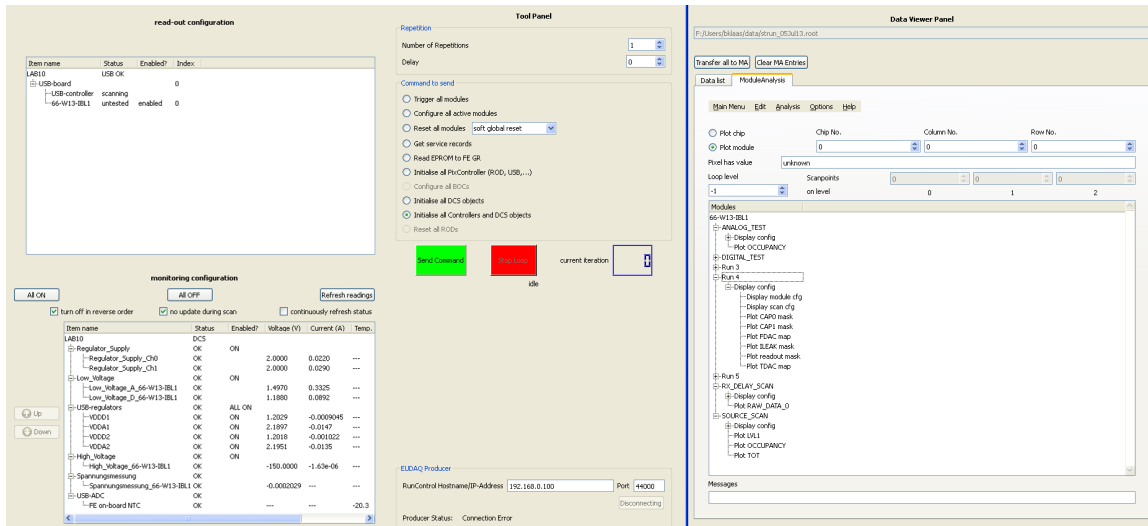 read-out configuration
Item name Status Enabled? Index
LAB10 USB OK
USB-board 0
USB-controller scanning
66-W13-IBL1 untested enabled 0
monitoring configuration
All ON All OFF Refresh readings
turn off in reverse order no update during scan continuously refresh status
Item name Status Enabled? Voltage (V) Current (A) Temp.
LAB10 DCS
Regulator_Supply OK ON
Regulator_Supply_Ch0 OK 2.0000 0.0220 ---
Regulator_Supply_Ch1 OK 2.0000 0.0290 ---
Low_Voltage OK ON
Low_Voltage_A_66-W13-IBL1 OK 1.4970 0.3325 ---
Low_Voltage_D_66-W13-IBL1 OK 1.1880 0.0892 ---
USB-regulators OK ALL ON
VDDD1 OK ON 1.2029 -0.0009045 ---
VDDA1 OK ON 2.1897 -0.0147 ---
VDDD2 OK ON 1.2018 -0.001022 ---
VDDA2 OK ON 2.1951 -0.0135 ---
High_Voltage OK ON
High_Voltage_66-W13-IBL1 OK -150.0000 -1.63e-06 ---
Spannungsmessung OK
Spannungsmessung_66-W13-IBL1 OK -0.0002029 --- ---
USB-ADC OK
FE on-board NTC OK --- --- -20.3
Up
Down
Tool Panel
Repetition
Number of Repetitions 1
Delay 0
Command to send
Trigger all modules
Configure all active modules
Reset all modules soft global reset
Get service records
Read EPROM to FE GR
Initialise all PixController (ROD, USB,...)
Configure all BOCs
Initialise all DCS objects
Initialise all Controllers and DCS objects
Reset all RODs
Send Command Stop Loop current iteration 0
idle
EUDAQ Producer
RunControl Hostname/IP-Address 192.168.0.100 Port 44000
Disconnecting
Producer Status: Connection Error
Data Viewer Panel
F:/Users/bklaas/data/strun_05Jul13.root
Transfer all to MA Clear MA Entries
Data list ModuleAnalysis
Main Menu Edit Analysis Options Help
Plot chip Chip No. Column No. Row No.
Plot module 0 0 0
Pixel has value unknown
Loop level Scanpoints 0 0 0
-1 on level 0 1 2
Modules
66-W13-IBL1
ANALOG_TEST
Display config
Plot OCCUPANCY
DIGITAL_TEST
Run 3
Run 4
Display config
Display module cfg
Display scan cfg
Plot CAP0 mask
Plot CAP1 mask
Plot FDAC map
Plot ILEAK mask
Plot readout mask
Plot TDAC map
Run 5
RX_DELAY_SCAN
Display config
Plot RAW_DATA_0
SOURCE_SCAN
Display config
Plot LVL1
Plot OCCUPANCY
Plot TOT
Messages